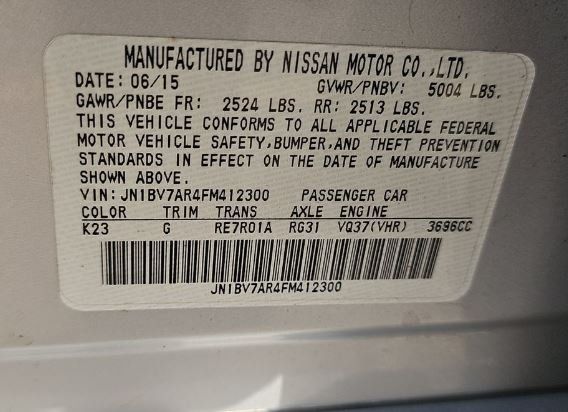 MANUFACTURED BY NISSAN MOTOR CO.,LTD.
DATE: 06/15 GVWR/PNBV: 5004 LBS.
GAWR/PNBE FR: 2524 LBS. RR: 2513 LBS.
THIS VEHICLE CONFORMS TO ALL APPLICABLE FEDERAL
MOTOR VEHICLE SAFETY,BUMPER,AND THEFT PREVENTION
STANDARDS IN EFFECT ON THE DATE OF MANUFACTURE
SHOWN ABOVE.
VIN: JN1BV7AR4FM412300 PASSENGER CAR
COLOR TRIM TRANS AXLE ENGINE
K23 G RE7R01A RG31 VQ37(VHR) 3696CC
JN1BV7AR4FM412300